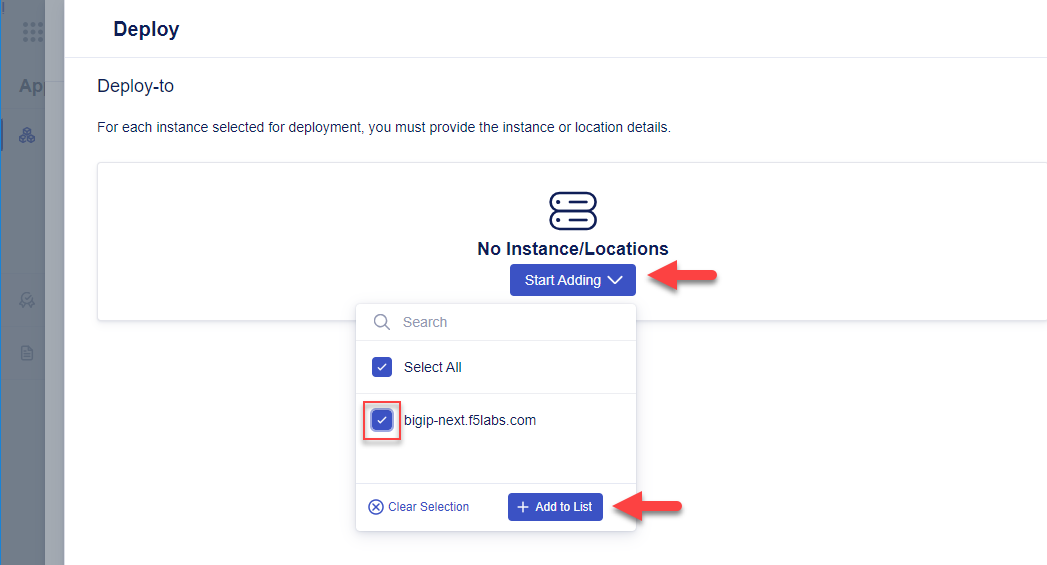 Deploy
App
Deploy-to
For each instance selected for deployment, you must provide the instance or location details.
No Instance/Locations
Start Adding
Search
Select All
bigip-next.f5labs.com
Clear Selection
Add to List